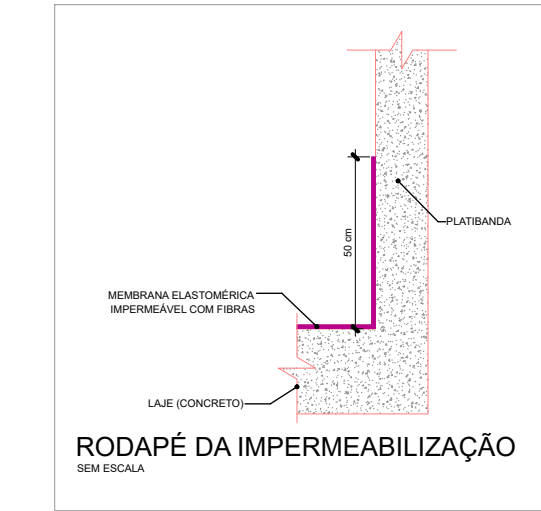 PLATIBANDA
50 cm
MEMBRANA ELASTOMÉRICA
IMPERMEÁVEL COM FIBRAS
LAJE (CONCRETO)
RODAPÉ DA IMPERMEABILIZAÇÃO
SEM ESCALA